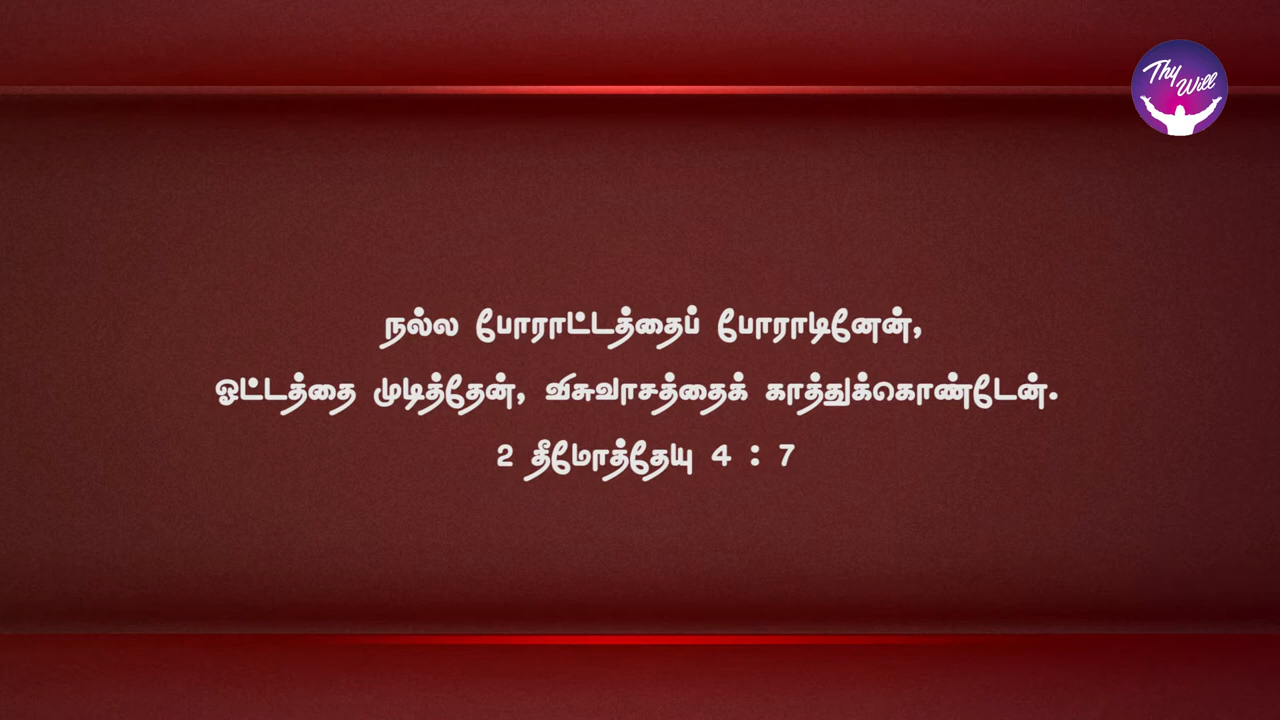 Thy
Will
நல்ல போராட்டத்தைப் போராடினேன்,
ஓட்டத்தை முடித்தேன், விசுவாசத்தைக் காத்துக்கொண்டேன்.
2 தீமோத்தேயு 4 : 7